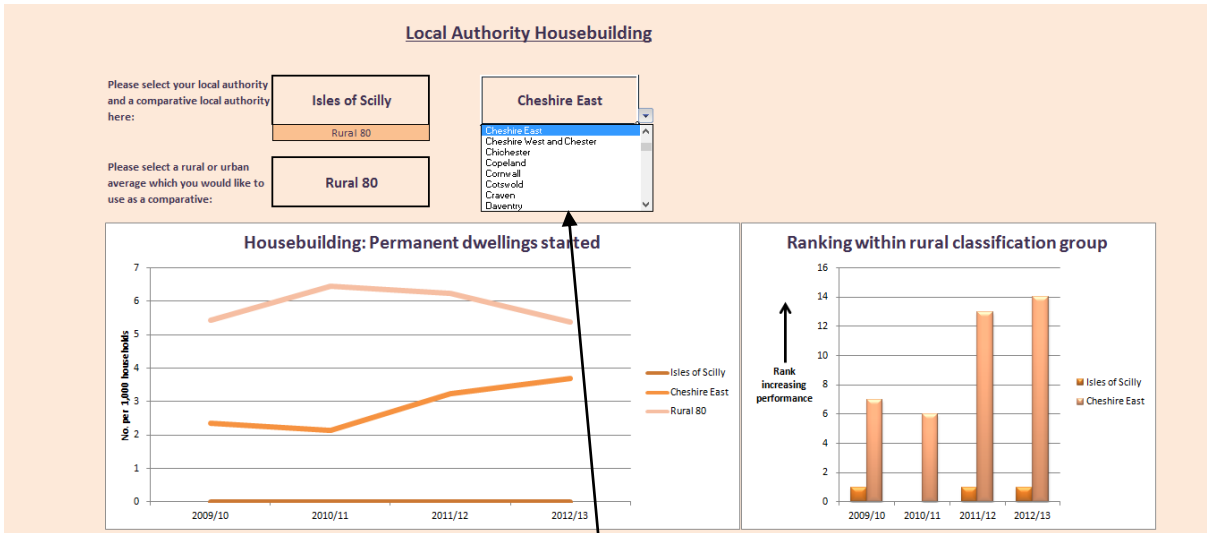 Local Authority Housebuilding
Please select your local authority
and a comparative local authority
here:
Isles of Scilly
Rural 80
Cheshire East
Cheshire East
Cheshire West and Chester
Chichester
Copeland
Cornwall
Cotswold
Craven
Daventry
Please select a rural or urban
average which you would like to
use as a comparative:
Rural 80
Housebuilding: Permanent dwellings started
No. per 1,000 households
7
6
5
4
3
2
1
0
2009/10 2010/11 2011/12 2012/13
Isles of Scilly
Cheshire East
Rural 80
Ranking within rural classification group
Rank
increasing
performance
16
14
12
10
8
6
4
2
0
2009/10 2010/11 2011/12 2012/13
Isles of Scilly
Cheshire East